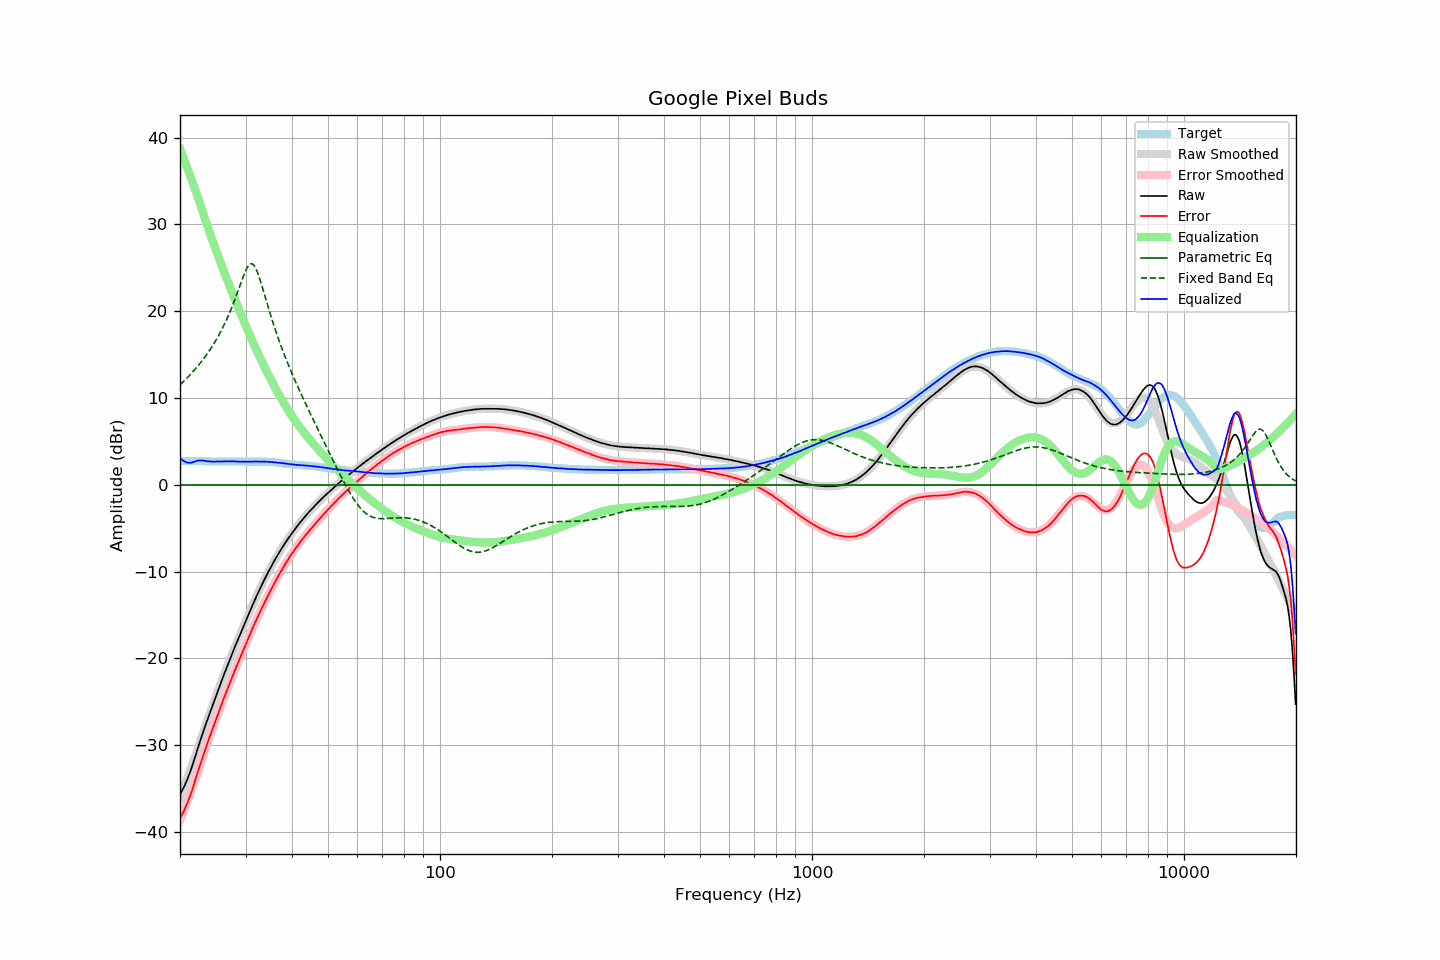 Google Pixel Buds
40
30
20
10
0
−10
−20
−30
−40
Amplitude (dBr)
Target
Raw Smoothed
Error Smoothed
Raw
Error
Equalization
Parametric Eq
Fixed Band Eq
Equalized
100
1000
10000
Frequency (Hz)